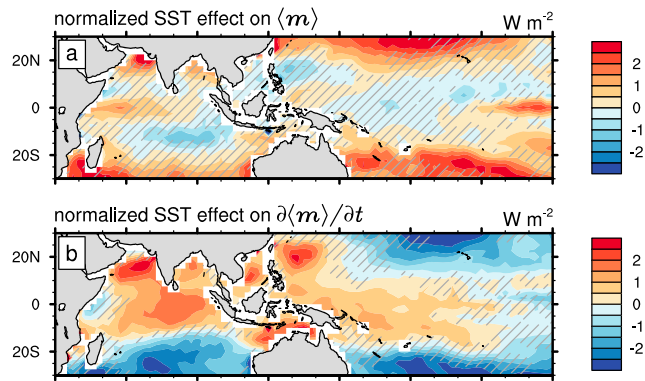 normalized SST effect on ⟨m⟩ W m-2
a
20N
0
20S
2
1
0
-1
-2
normalized SST effect on ∂⟨m⟩/∂t W m-2
b
20N
0
20S
2
1
0
-1
-2